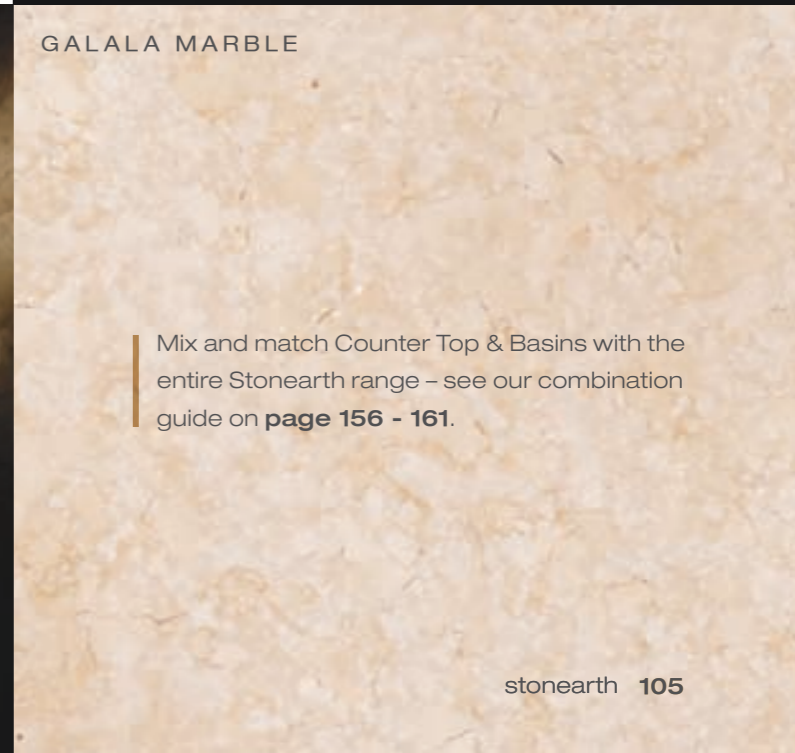 GALALA MARBLE
Mix and match Counter Top & Basins with the
entire Stonearth range – see our combination
guide on page 156 - 161.
stonearth 105